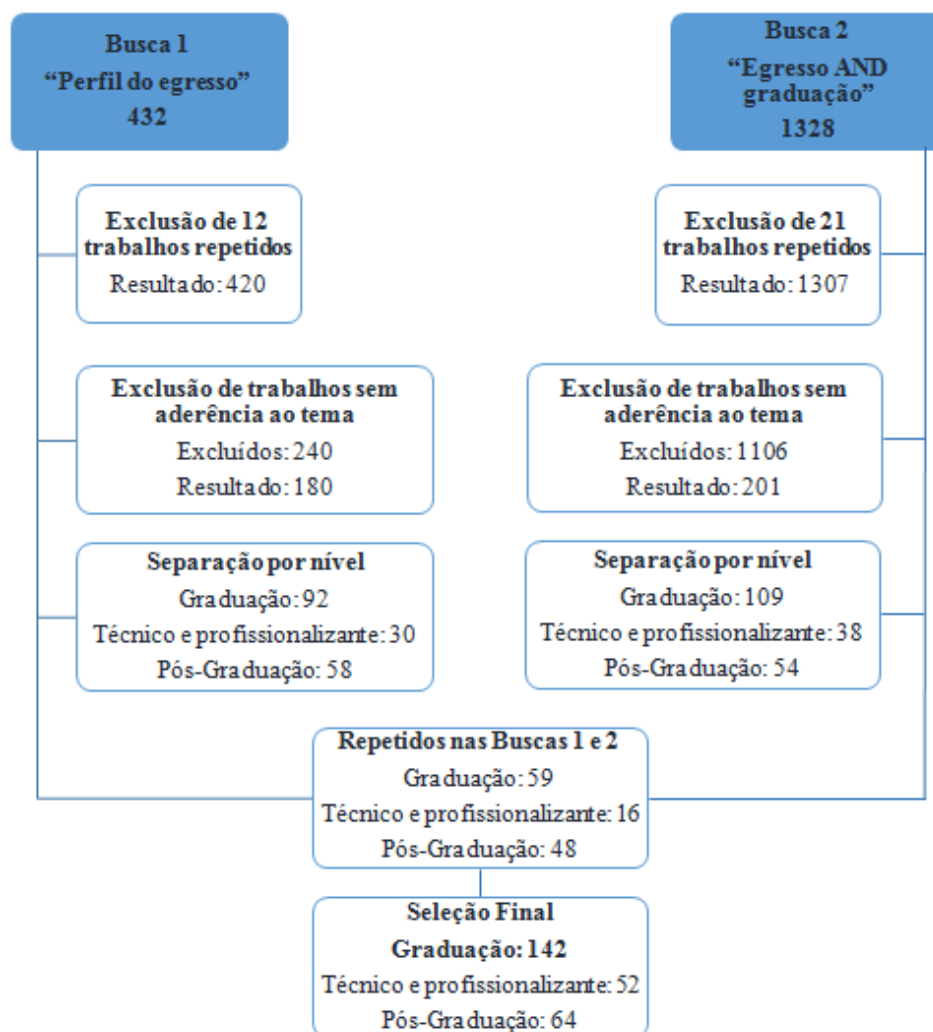 Busca 1
“Perfil do egresso”
432
Busca 2
“Egresso AND
graduação”
1328
Exclusão de 12
trabalhos repetidos
Resultado: 420
Exclusão de 21
trabalhos repetidos
Resultado: 1307
Exclusão de trabalhos sem
aderência ao tema
Excluídos: 240
Resultado: 180
Exclusão de trabalhos sem
aderência ao tema
Excluídos: 1106
Resultado: 201
Separação por nível
Graduação: 92
Técnico e profissionalizante: 30
Pós-Graduação: 58
Separação por nível
Graduação: 109
Técnico e profissionalizante: 38
Pós-Graduação: 54
Repetidos nas Buscas 1 e 2
Graduação: 59
Técnico e profissionalizante: 16
Pós-Graduação: 48
Seleção Final
Graduação: 142
Técnico e profissionalizante: 52
Pós-Graduação: 64